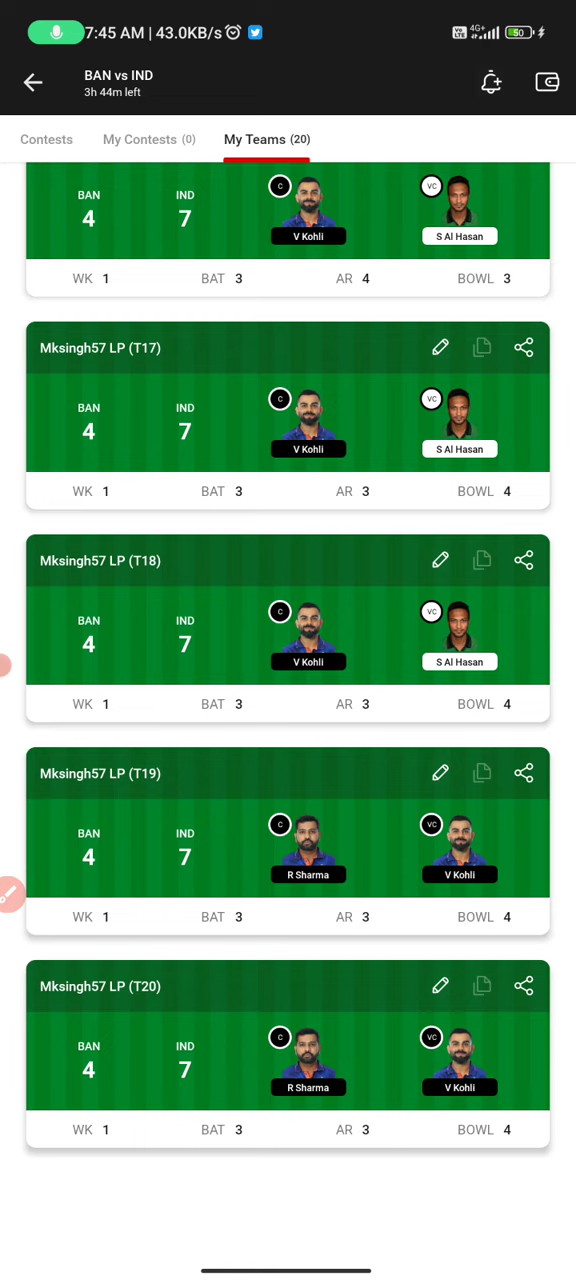 7:45 AM | 43.0KB/s
Vo LTE 4G+ 50
BAN vs IND
3h 44m left
Contests My Contests (0) My Teams (20)
BAN IND C VC
4 7
V Kohli S Al Hasan
WK 1 BAT 3 AR 4 BOWL 3
Mksingh57 LP (T17)
BAN IND C VC
4 7
V Kohli S Al Hasan
WK 1 BAT 3 AR 3 BOWL 4
Mksingh57 LP (T18)
BAN IND C VC
4 7
V Kohli S Al Hasan
WK 1 BAT 3 AR 3 BOWL 4
Mksingh57 LP (T19)
BAN IND C VC
4 7
R Sharma V Kohli
WK 1 BAT 3 AR 3 BOWL 4
Mksingh57 LP (T20)
BAN IND C VC
4 7
R Sharma V Kohli
WK 1 BAT 3 AR 3 BOWL 4